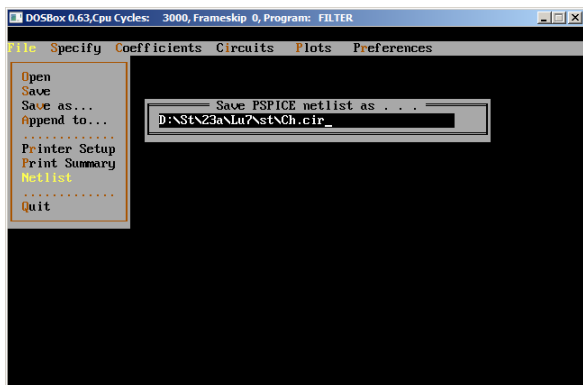 DOSBox 0.63,Cpu Cycles: 3000, Frameskip 0, Program: FILTER
File Specify Coefficients Circuits Plots Preferences
Open
Save
Save as...
Append to...
Printer Setup
Print Summary
Netlist
Quit
Save PSPICE netlist as . . .
D:\St\23a\Lu7\st\Ch.cir_